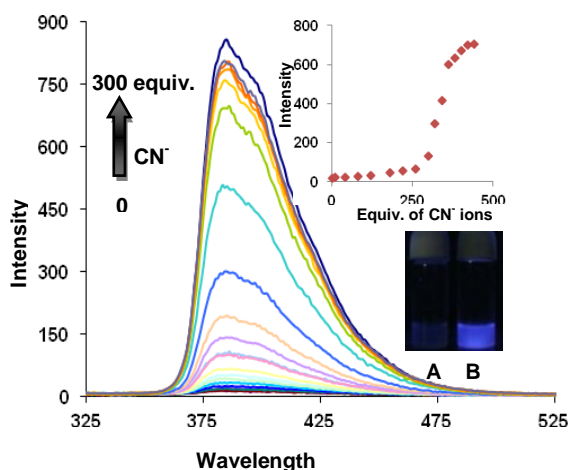 900
750
600
450
300
150
0
Intensity
325
375
425
475
525
Wavelength
300 equiv.
CN⁻
0
800
600
400
200
0
Intensity
0
500
Equiv. of CN⁻ ions
A B